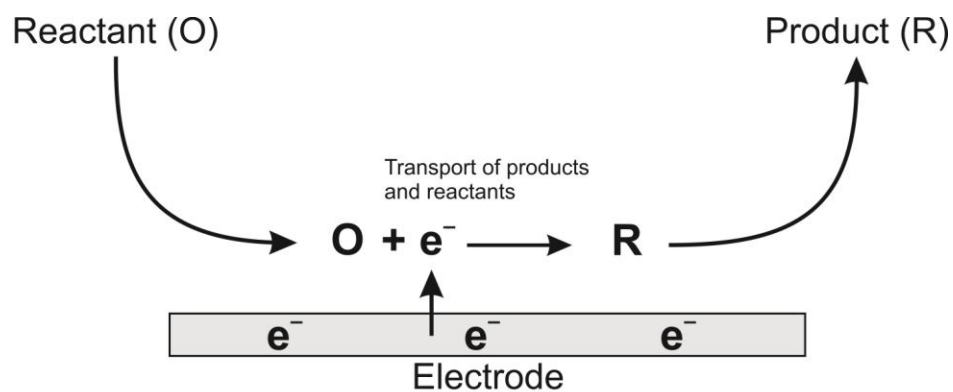 Reactant (O)
Product (R)
Transport of products
and reactants
O + e⁻ R
e⁻ e⁻ e⁻
Electrode